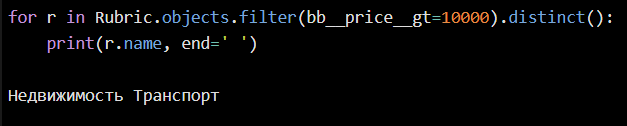 for r in Rubric.objects.filter(bb__price__gt=10000).distinct():
    print(r.name, end=' ')
Недвижимость Транспорт